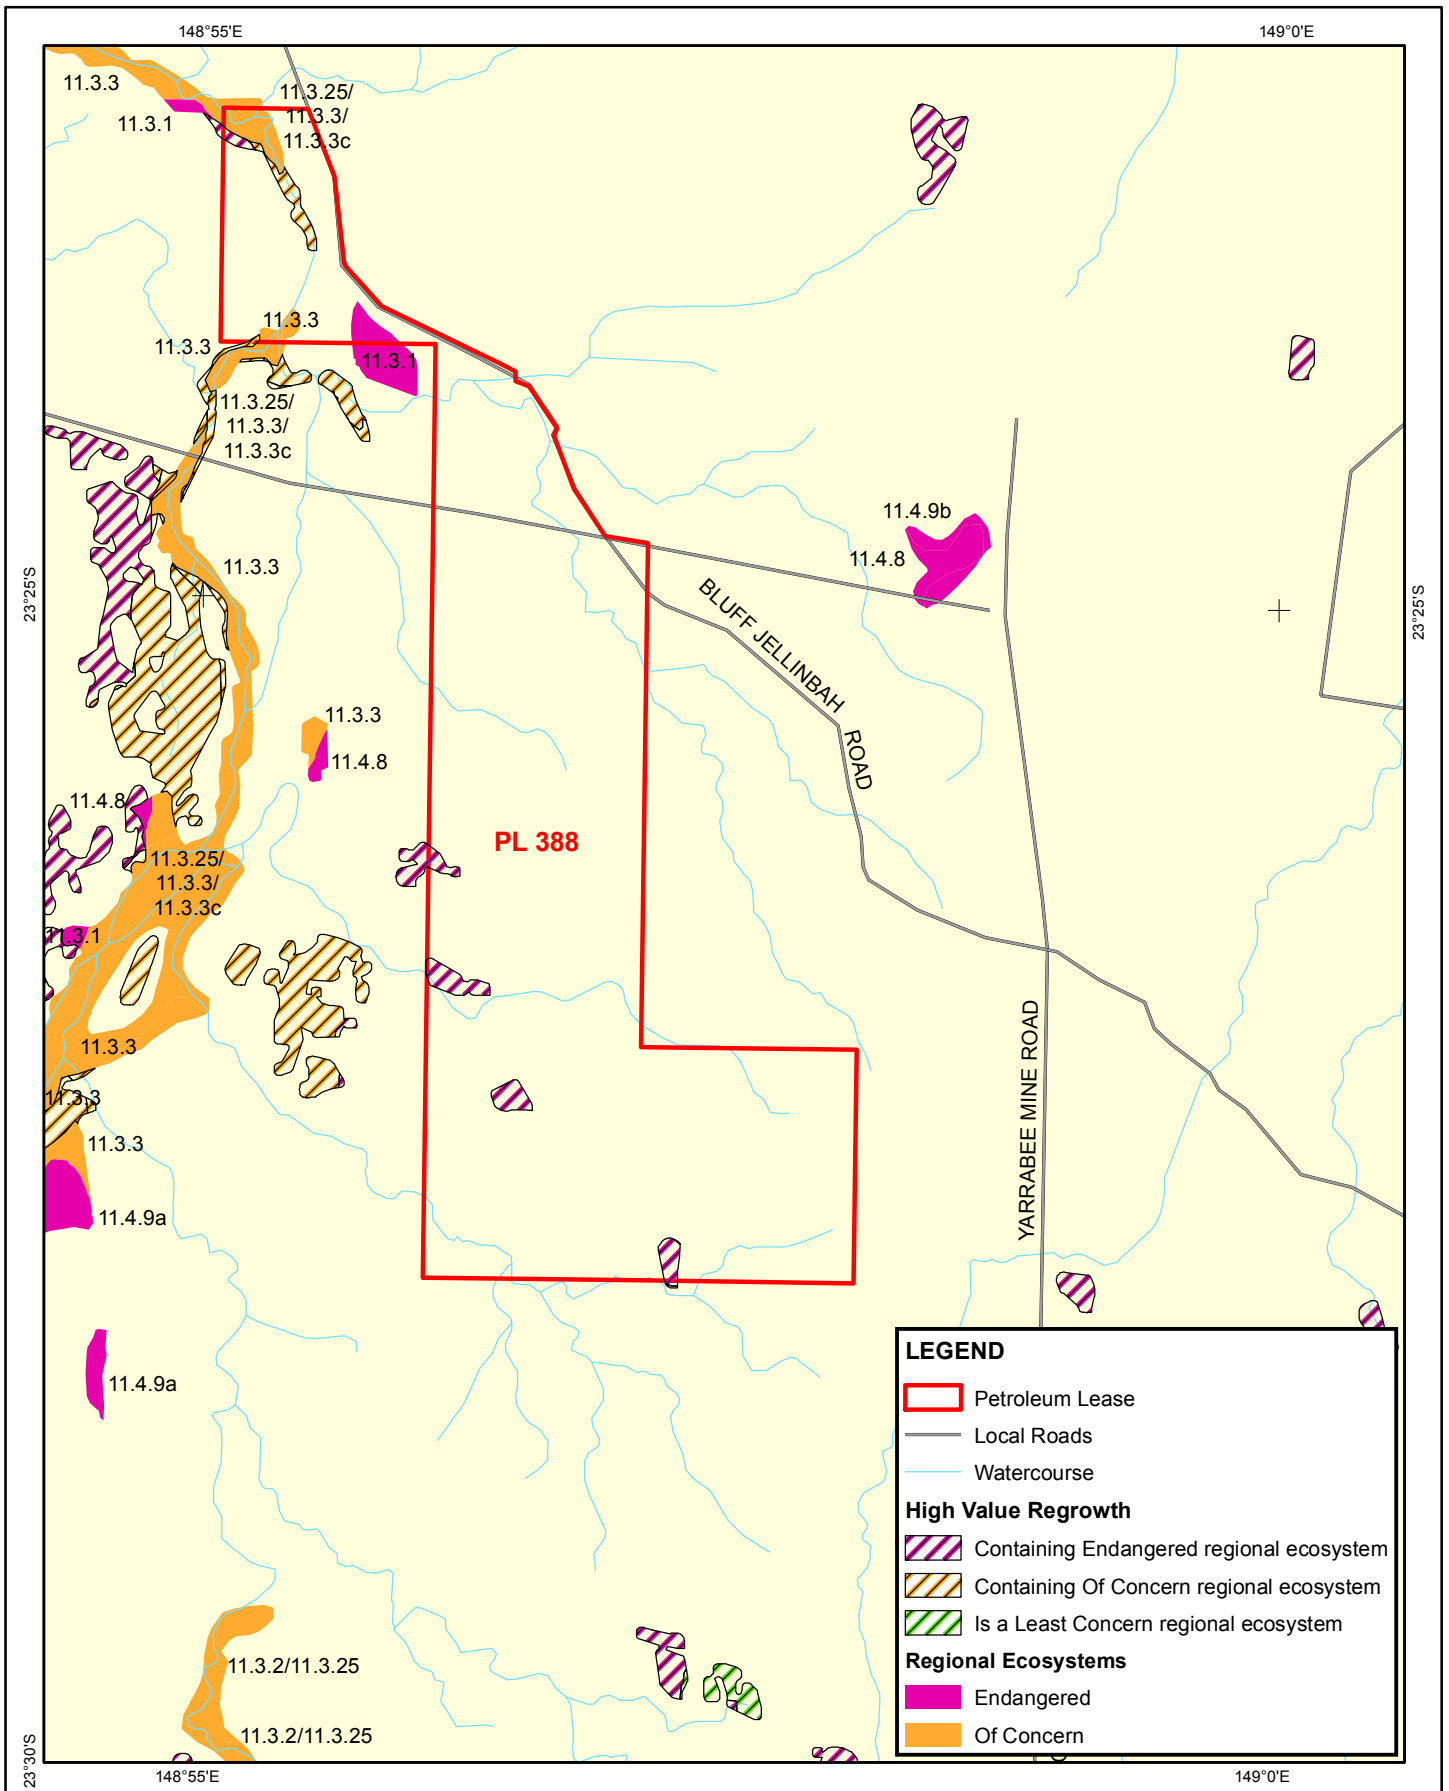 148°55'E
149°0'E
11.3.3
11.3.1
11.3.25/
11.3.3/
11.3.3c
11.3.3
11.3.3
11.3.1
11.3.25/
11.3.3/
11.3.3c
11.4.9b
11.4.8
11.3.3
23°25'S
23°25'S
BLUFF JELLINBAH
ROAD
11.3.3
11.4.8
11.4.8
PL 388
11.3.25/
11.3.3/
11.3.3c
11.3.1
11.3.3
YARRABEE MINE ROAD
11.3.3
11.3.3
11.4.9a
11.4.9a
LEGEND
Petroleum Lease
Local Roads
Watercourse
High Value Regrowth
Containing Endangered regional ecosystem
Containing Of Concern regional ecosystem
Is a Least Concern regional ecosystem
Regional Ecosystems
Endangered
Of Concern
11.3.2/11.3.25
11.3.2/11.3.25
23°30'S
148°55'E
149°0'E